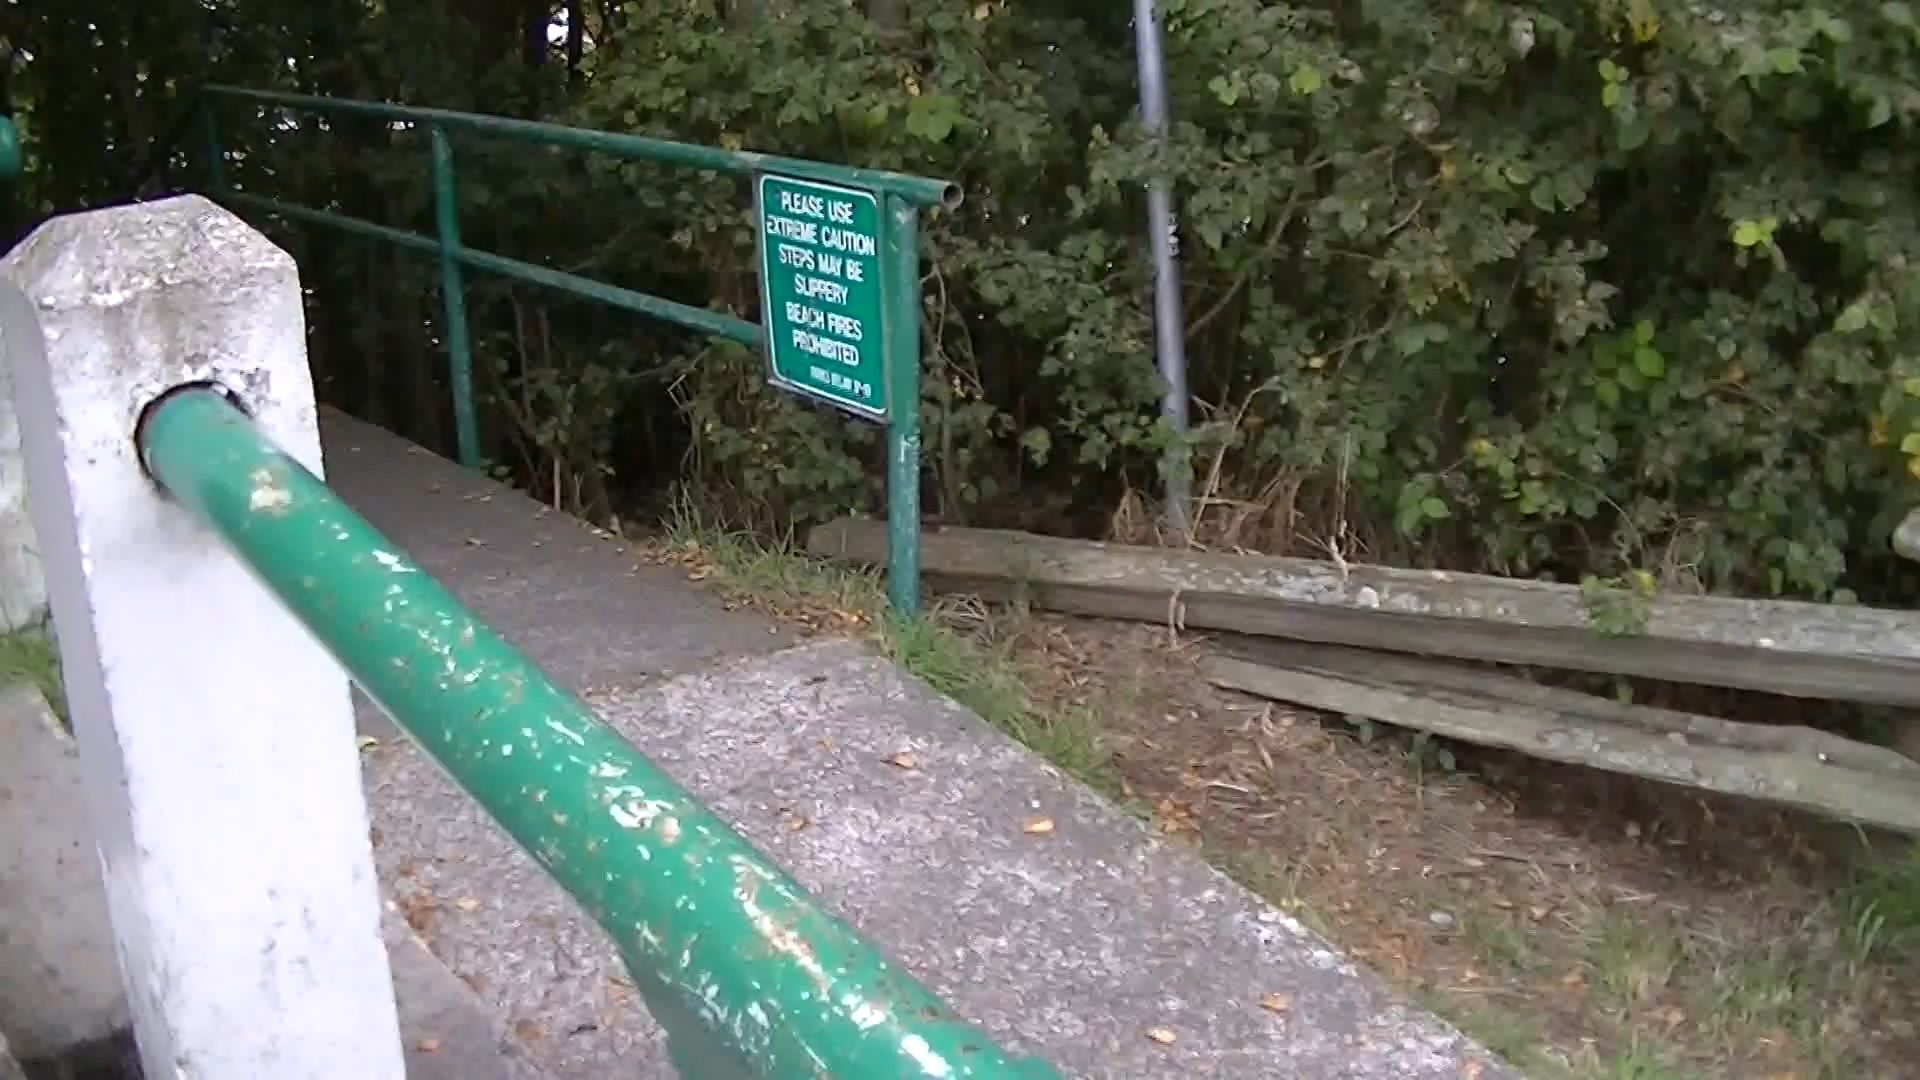 PLEASE USE
EXTREME CAUTION
STEPS MAY BE
SLIPPERY
BEACH FIRES
PROHIBITED